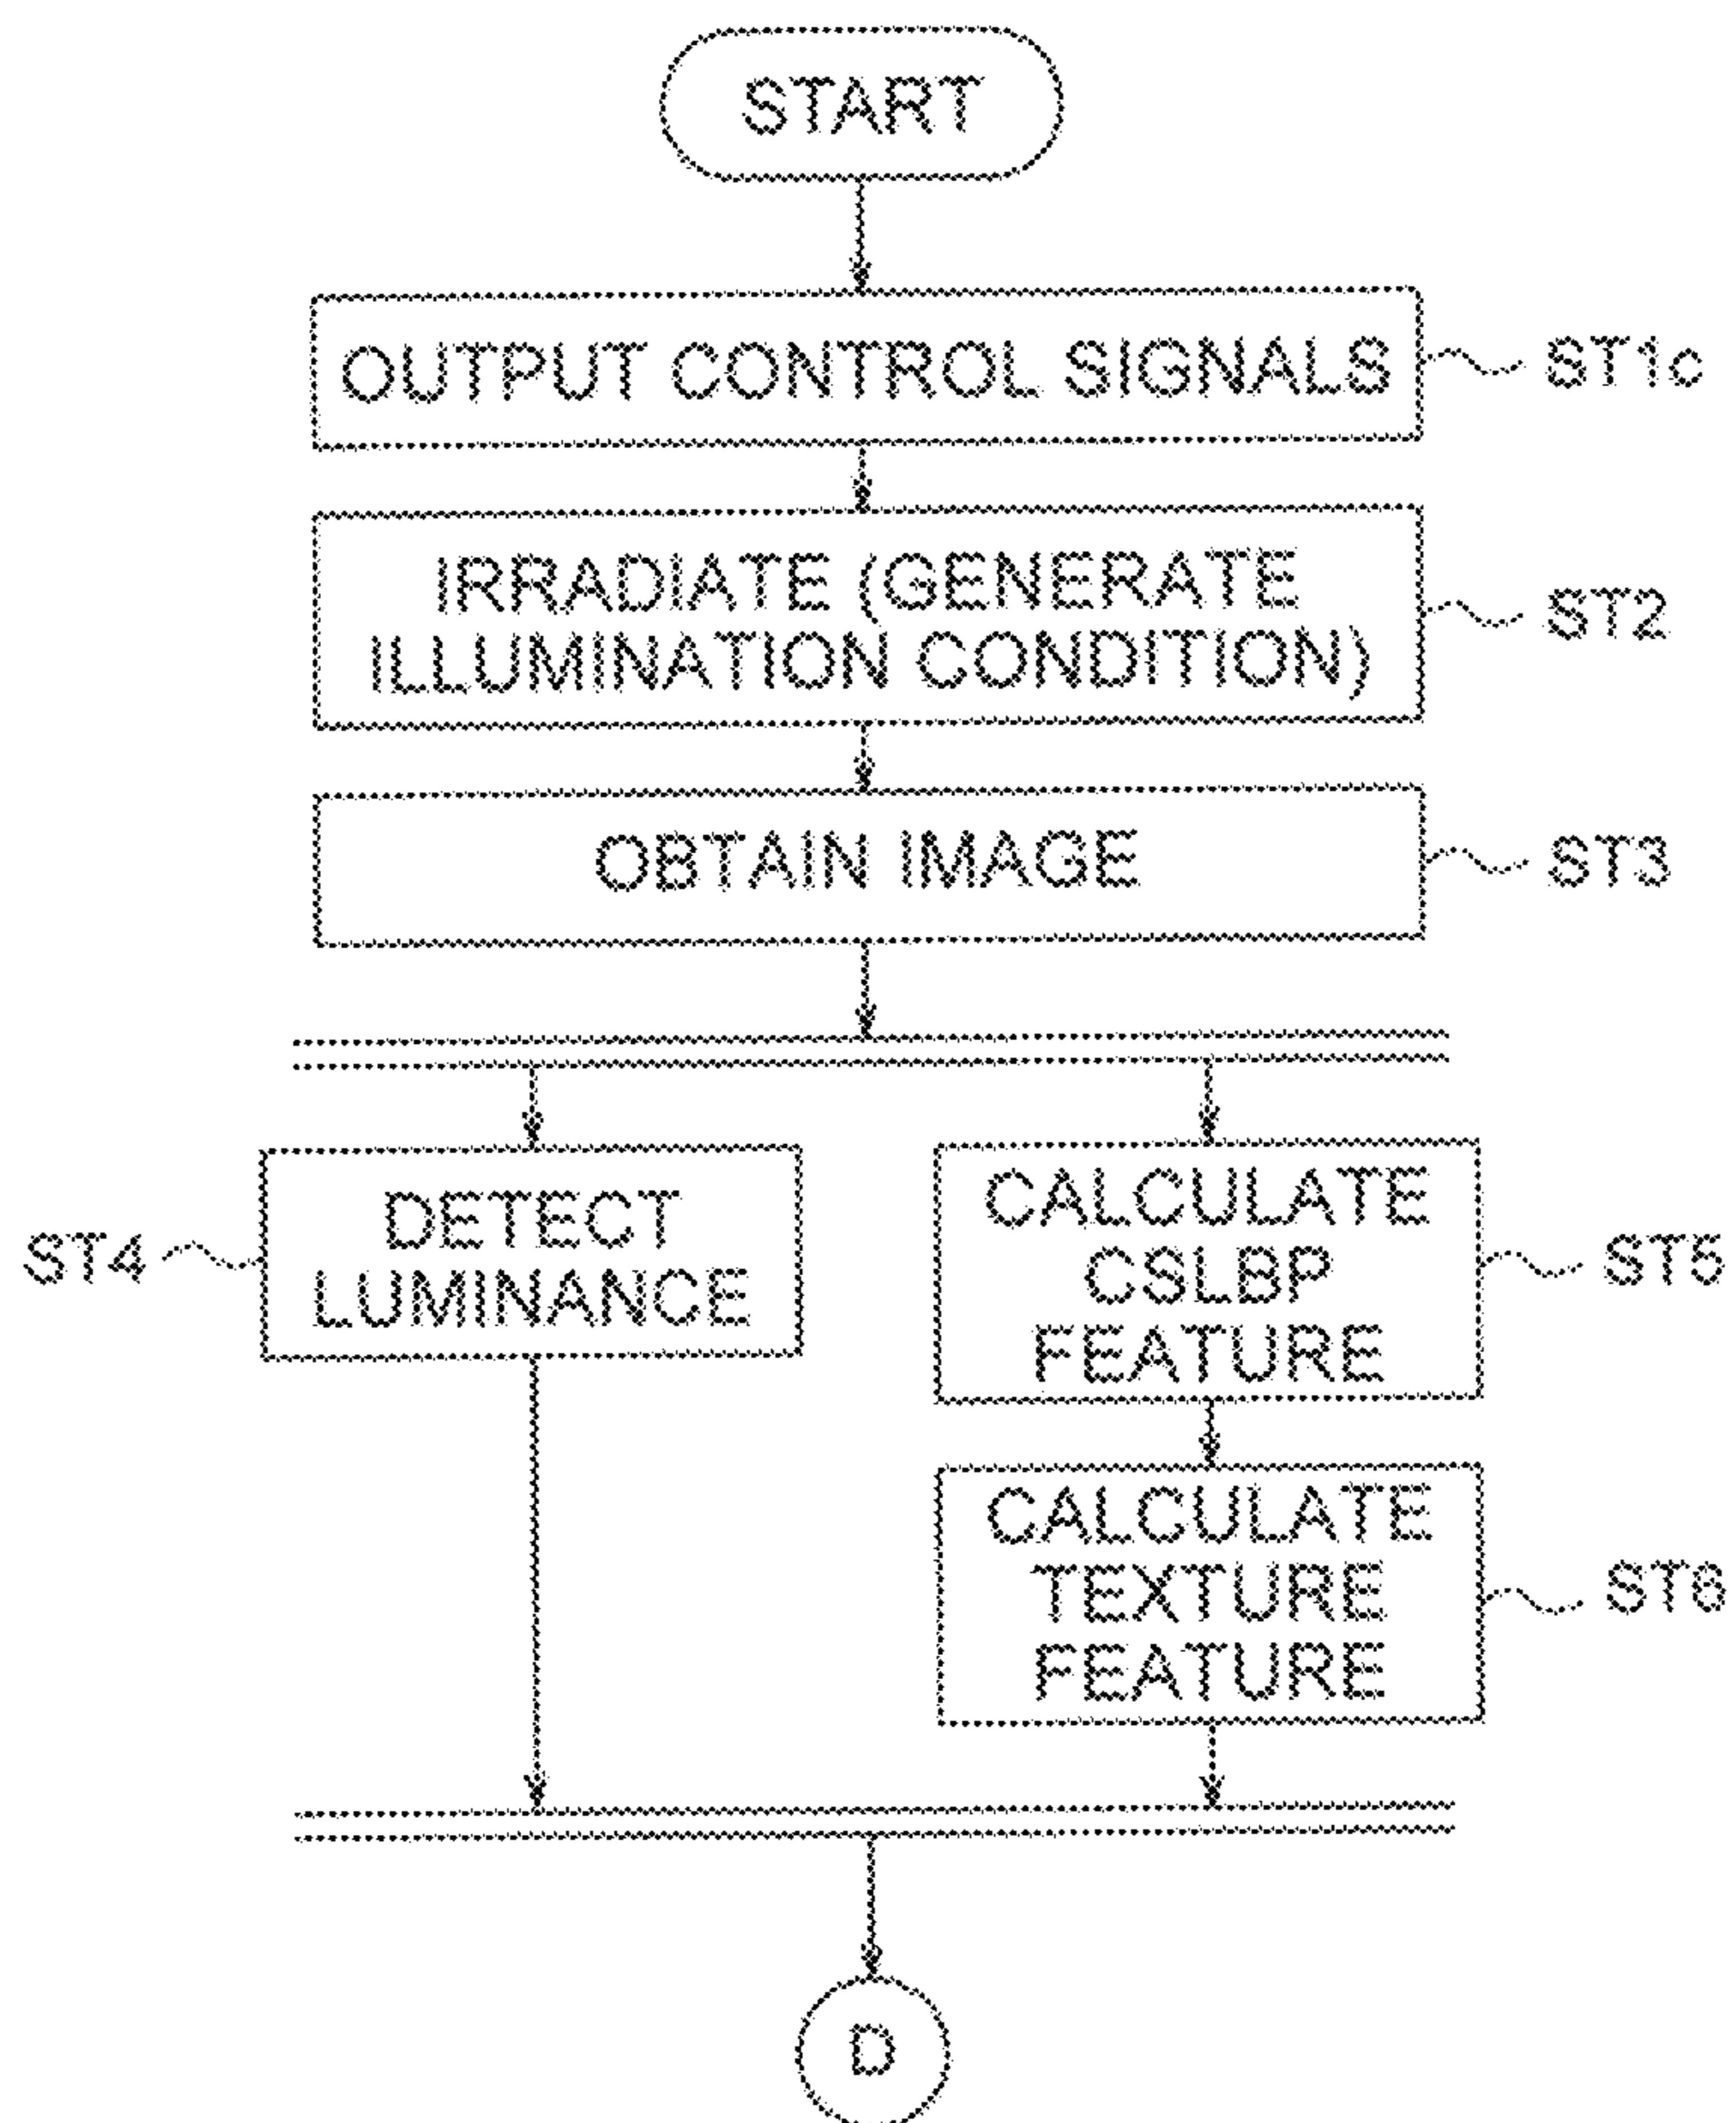 START
OUTPUT CONTROL SIGNALS
ST1c
IRRADIATE (GENERATE
ILLUMINATION CONDITION)
ST2
OBTAIN IMAGE
ST3
ST4
DETECT
LUMINANCE
CALCULATE
CSLBP
FEATURE
ST5
CALCULATE
TEXTURE
FEATURE
ST6
D